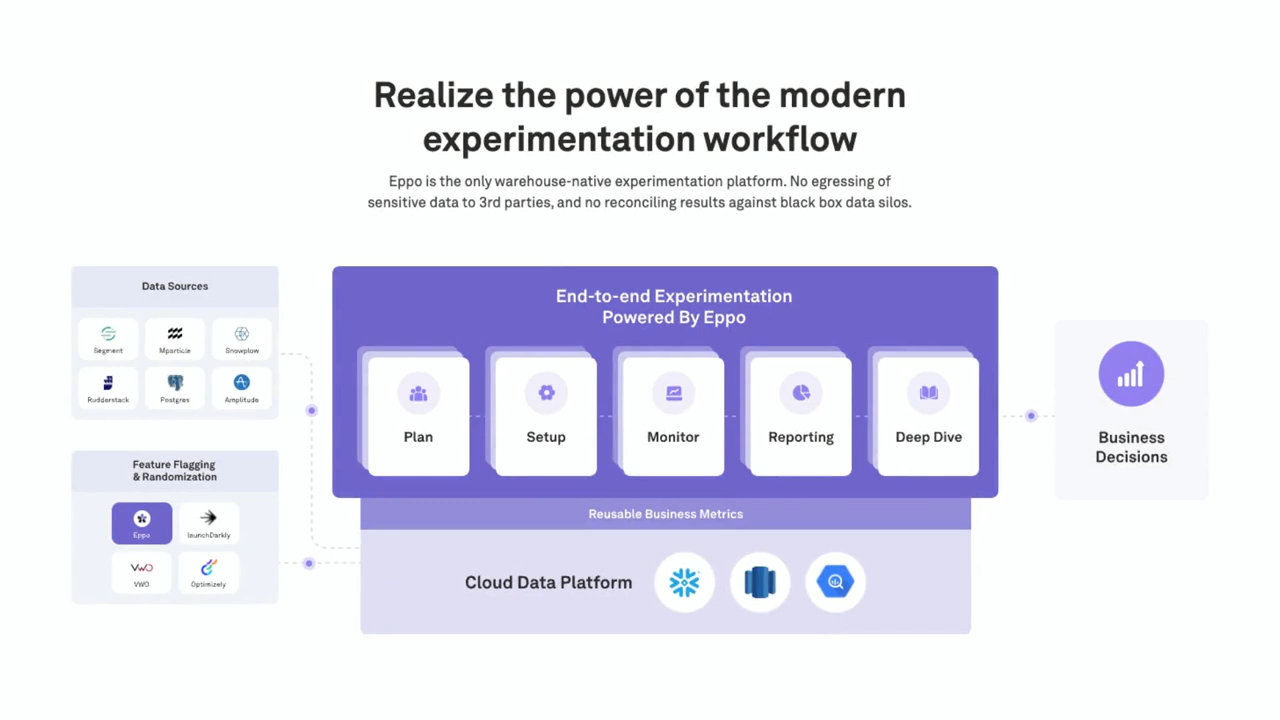 Realize the power of the modern
experimentation workflow
Eppo is the only warehouse-native experimentation platform. No egressing of
sensitive data to 3rd parties, and no reconciling results against black box data silos.
Data Sources
Segment
Mparticle
Snowplow
Rudderstack
Postgres
Amplitude
Feature Flagging
& Randomization
Eppo
launchDarkly
VWO
VWO
Optimizely
End-to-end Experimentation
Powered By Eppo
Plan
Setup
Monitor
Reporting
Deep Dive
Reusable Business Metrics
Cloud Data Platform
Business
Decisions